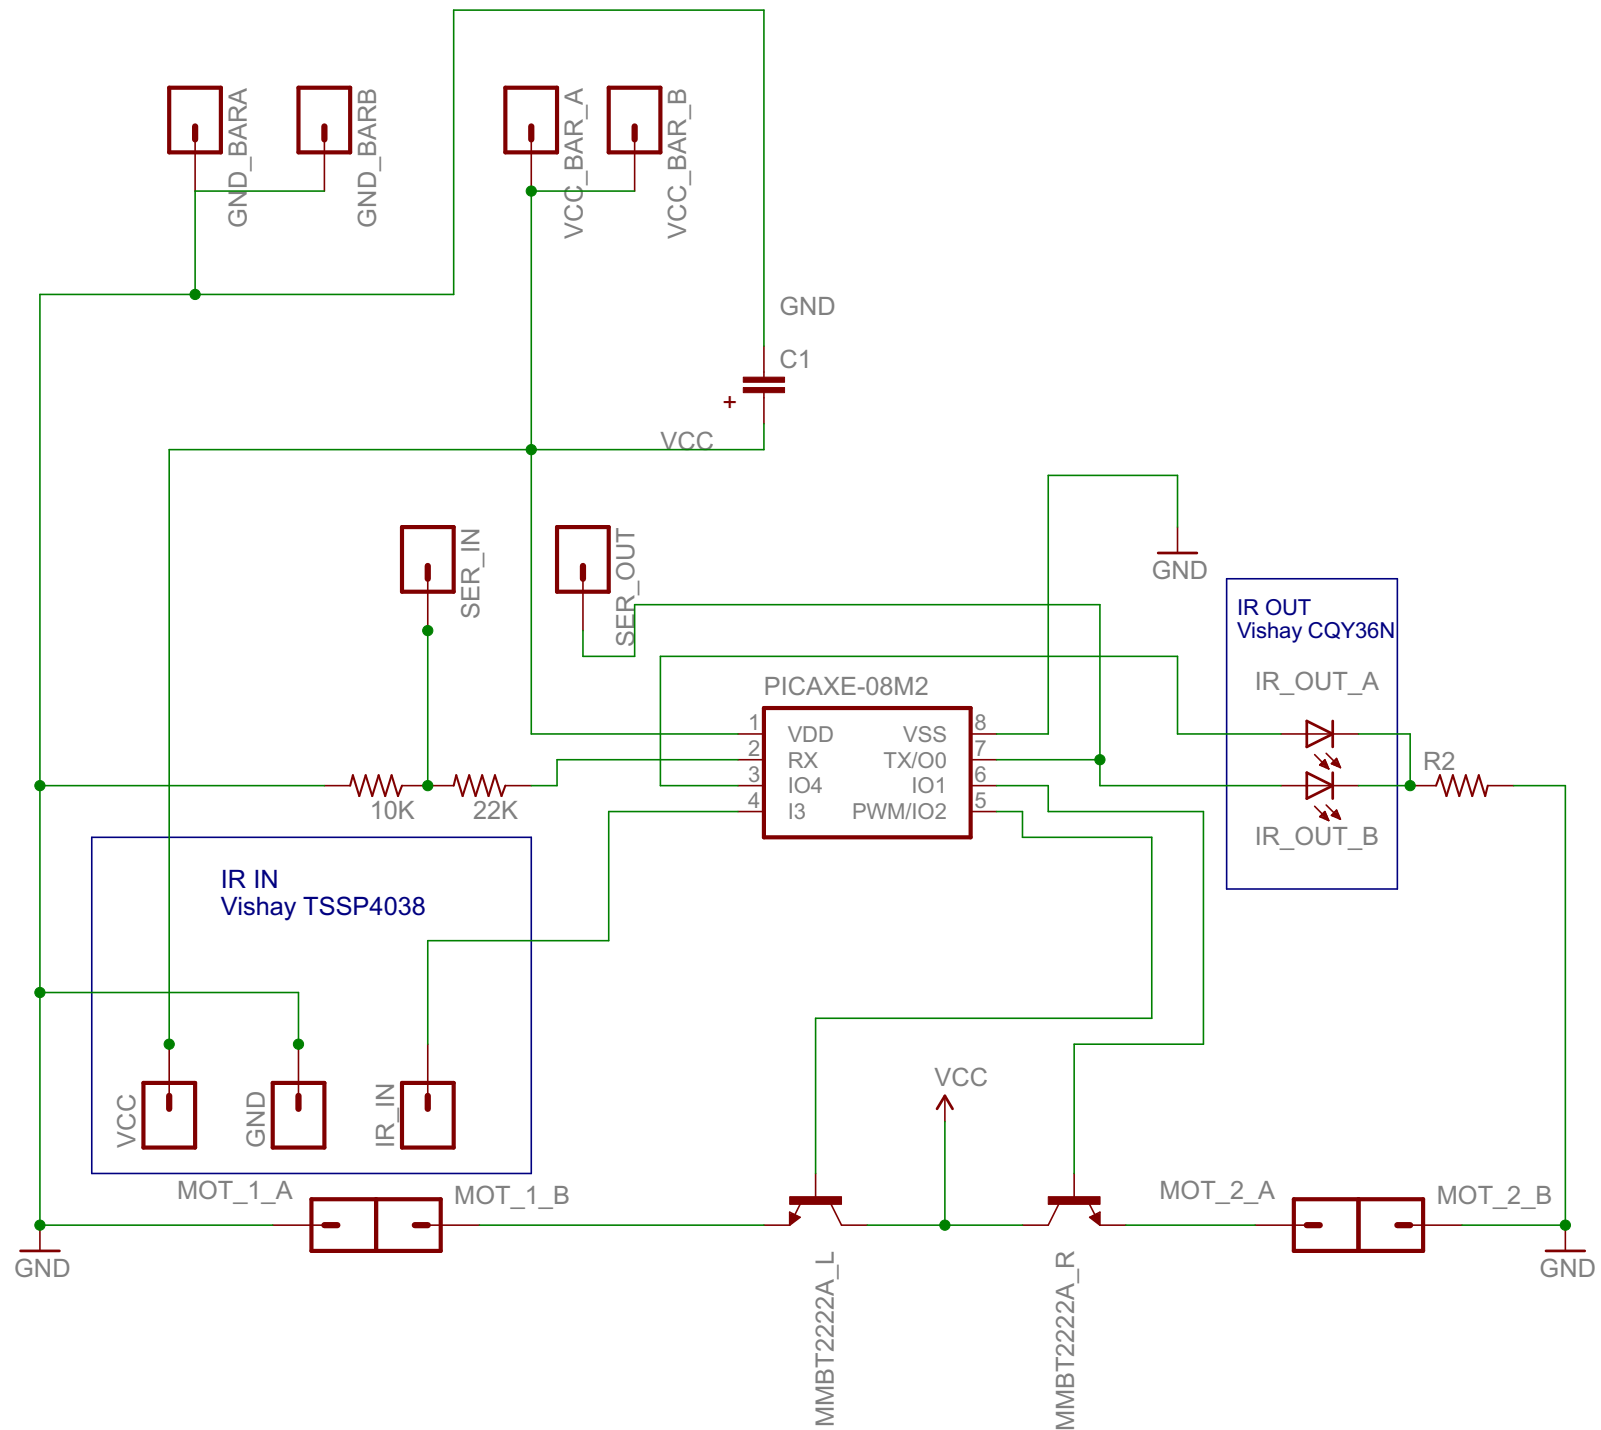 GND_BARA
GND_BARB
VCC_BAR_A
VCC_BAR_B
GND
C1
+
VCC
SER_IN
SER_OUT
GND
IR OUT
Vishay CQY36N
IR_OUT_A
PICAXE-08M2
1 VDD VSS 8
2 RX TX/O0 7
3 IO4 IO1 6
4 I3 PWM/IO2 5
R2
10K
22K
IR_OUT_B
IR IN
Vishay TSSP4038
VCC
GND
IR_IN
VCC
MOT_1_A
MOT_1_B
MOT_2_A
MOT_2_B
GND
MMBT2222A_L
MMBT2222A_R
GND